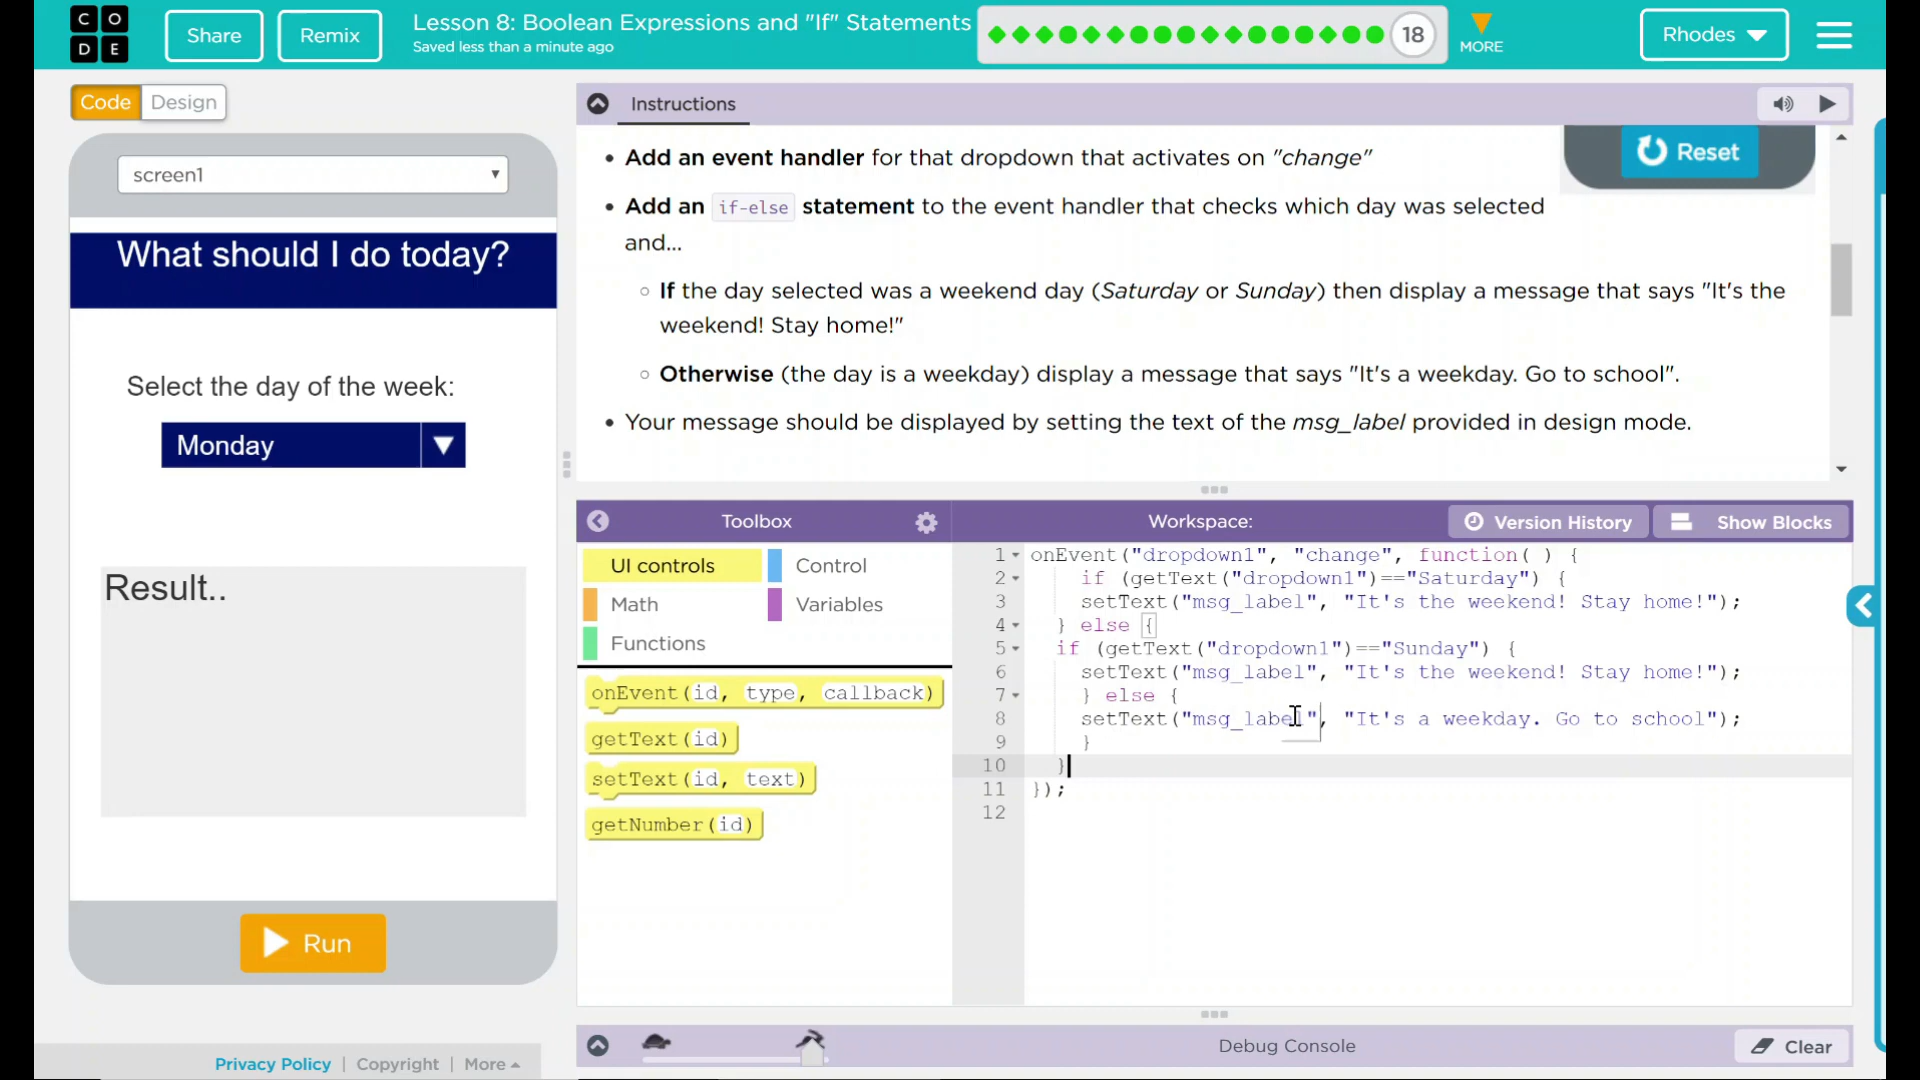 CODE
Share
Remix
Lesson 8: Boolean Expressions and "If" Statements
Saved less than a minute ago
18
MORE
Rhodes
Code
Design
screen1
What should I do today?
Select the day of the week:
Monday
Result..
Run
Privacy Policy | Copyright | More
Instructions
Reset
• Add an event handler for that dropdown that activates on "change"
• Add an if-else statement to the event handler that checks which day was selected
and...
○ If the day selected was a weekend day (Saturday or Sunday) then display a message that says "It's the
weekend! Stay home!"
○ Otherwise (the day is a weekday) display a message that says "It's a weekday. Go to school".
• Your message should be displayed by setting the text of the msg_label provided in design mode.
Toolbox
UI controls
Control
Math
Variables
Functions
onEvent(id, type, callback)
getText(id)
setText(id, text)
getNumber(id)
Workspace:
Version History
Show Blocks
1 onEvent("dropdown1", "change", function( ) {
2 if (getText("dropdown1")=="Saturday") {
3 setText("msg_label", "It's the weekend! Stay home!");
4 } else {
5 if (getText("dropdown1")=="Sunday") {
6 setText("msg_label", "It's the weekend! Stay home!");
7 } else {
8 setText("msg_label", "It's a weekday. Go to school");
9 }
10 }
11 });
12
Debug Console
Clear